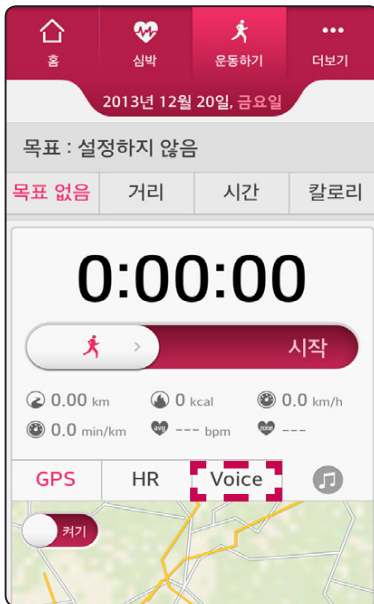 홈 심박 운동하기 더보기
2013년 12월 20일, 금요일
목표 : 설정하지 않음
목표 없음 거리 시간 칼로리
0:00:00
시작
0.00 km 0 kcal 0.0 km/h
0.0 min/km avg --- bpm zone ---
GPS HR Voice
켜기